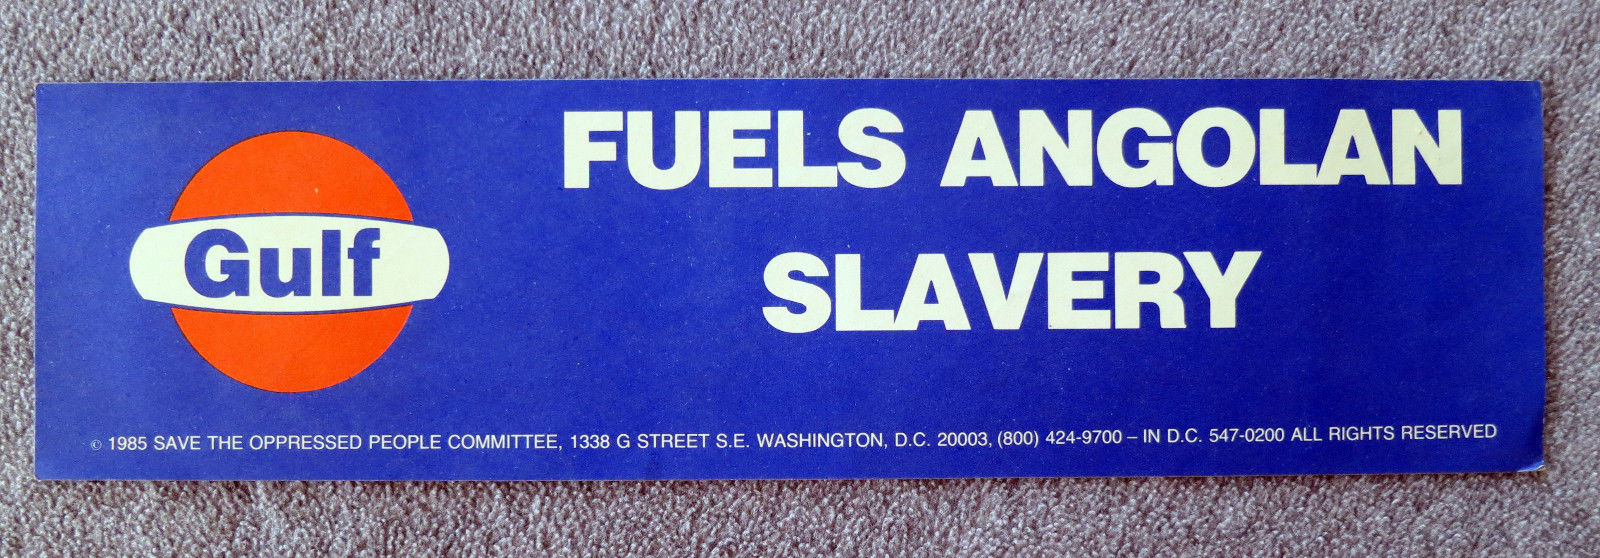 Gulf
FUELS ANGOLAN
SLAVERY
© 1985 SAVE THE OPPRESSED PEOPLE COMMITTEE, 1338 G STREET S.E. WASHINGTON, D.C. 20003, (800) 424-9700 – IN D.C. 547-0200 ALL RIGHTS RESERVED